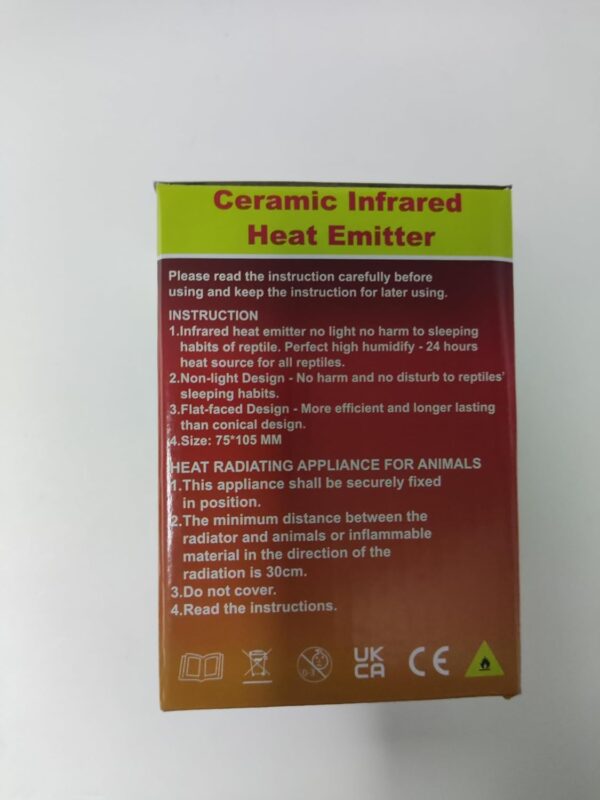 Ceramic Infrared
Heat Emitter
Please read the instruction carefully before
using and keep the instruction for later using.
INSTRUCTION
1.Infrared heat emitter no light no harm to sleeping
habits of reptile. Perfect high humidify - 24 hours
heat source for all reptiles.
2.Non-light Design - No harm and no disturb to reptiles'
sleeping habits.
3.Flat-faced Design - More efficient and longer lasting
than conical design.
4.Size: 75*105 MM
HEAT RADIATING APPLIANCE FOR ANIMALS
1.This appliance shall be securely fixed
in position.
2.The minimum distance between the
radiator and animals or inflammable
material in the direction of the
radiation is 30cm.
3.Do not cover.
4.Read the instructions.
0-3 UK CE
CA